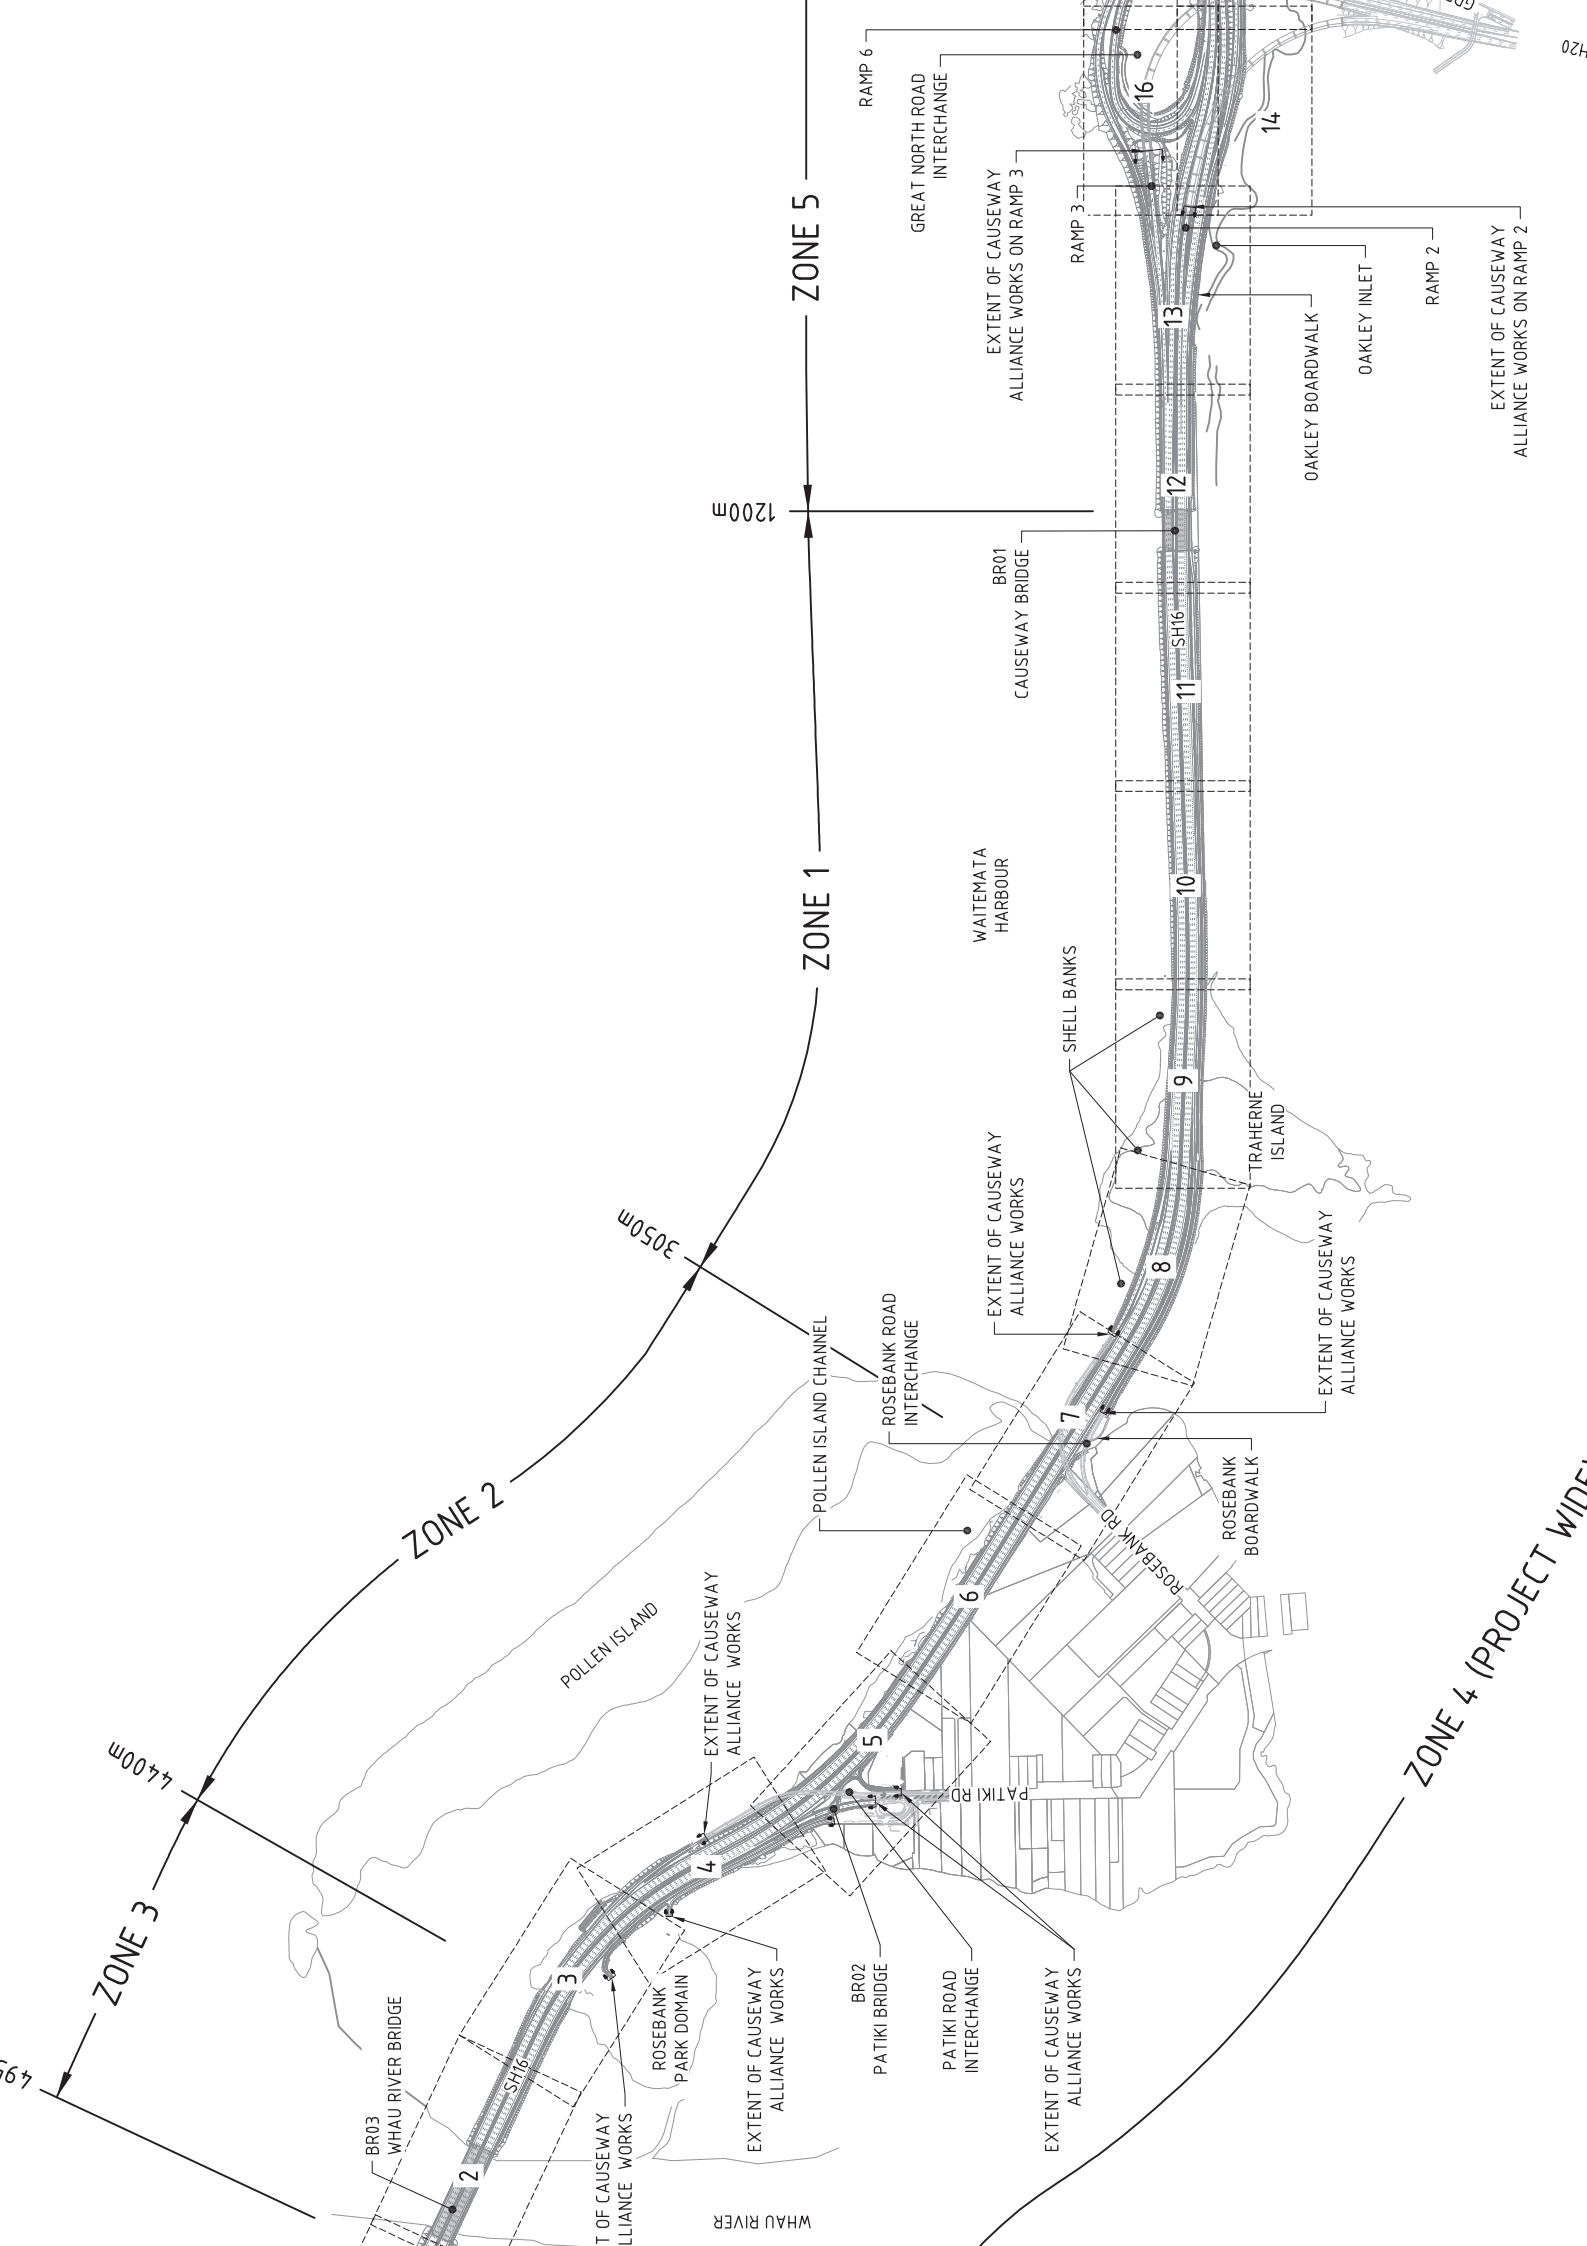 ZONE 5
ZONE 1
ZONE 2
ZONE 3
ZONE 4 (PROJECT WIDE
1200m
3050m
4400m
495
RAMP 6
GREAT NORTH ROAD
INTERCHANGE
EXTENT OF CAUSEWAY
ALLIANCE WORKS ON RAMP 3
RAMP 3
16
14
13
12
11
10
9
8
7
6
5
4
3
2
H20
EXTENT OF CAUSEWAY
ALLIANCE WORKS ON RAMP 2
RAMP 2
OAKLEY INLET
OAKLEY BOARDWALK
BR01
CAUSEWAY BRIDGE
SH16
WAITEMATA
HARBOUR
SHELL BANKS
TRAHERNE
ISLAND
EXTENT OF CAUSEWAY
ALLIANCE WORKS
EXTENT OF CAUSEWAY
ALLIANCE WORKS
ROSEBANK ROAD
INTERCHANGE
POLLEN ISLAND CHANNEL
ROSEBANK
BOARDWALK
ROSEBANK RD
POLLEN ISLAND
EXTENT OF CAUSEWAY
ALLIANCE WORKS
PATIKI RD
EXTENT OF CAUSEWAY
ALLIANCE WORKS
PATIKI ROAD
INTERCHANGE
BR02
PATIKI BRIDGE
EXTENT OF CAUSEWAY
ALLIANCE WORKS
ROSEBANK
PARK DOMAIN
T OF CAUSEWAY
LLIANCE WORKS
SH16
BR03
WHAU RIVER BRIDGE
WHAU RIVER